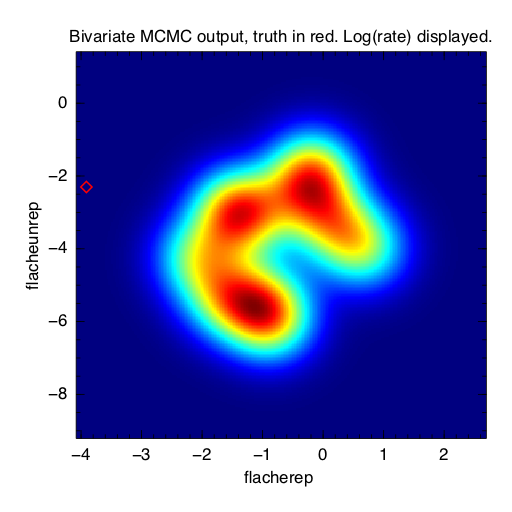 Bivariate MCMC output, truth in red. Log(rate) displayed.
0
−2
−4
−6
−8
flacheunrep
−4 −3 −2 −1 0 1 2
flacherep